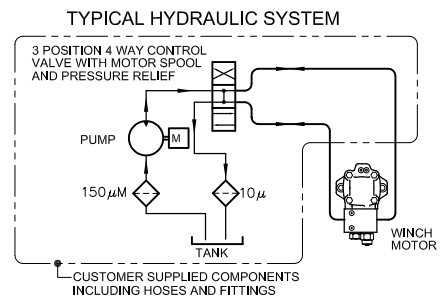 TYPICAL HYDRAULIC SYSTEM
3 POSITION 4 WAY CONTROL
VALVE WITH MOTOR SPOOL
AND PRESSURE RELIEF
PUMP
M
150µM
10µ
TANK
WINCH
MOTOR
CUSTOMER SUPPLIED COMPONENTS
INCLUDING HOSES AND FITTINGS